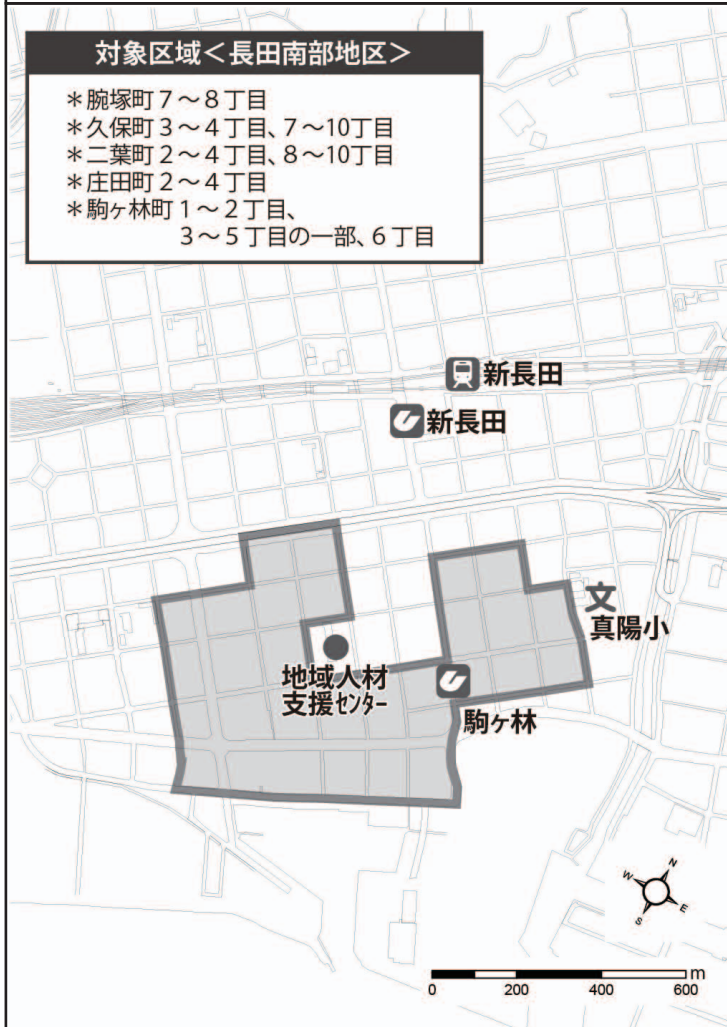 対象区域＜長田南部地区＞
＊腕塚町７～８丁目
＊久保町３～４丁目、７～10丁目
＊二葉町２～４丁目、８～10丁目
＊庄田町２～４丁目
＊駒ヶ林町１～２丁目、
３～５丁目の一部、６丁目
新長田
新長田
文
真陽小
地域人材
支援センター
駒ヶ林
N
W
E
S
m
0 200 400 600